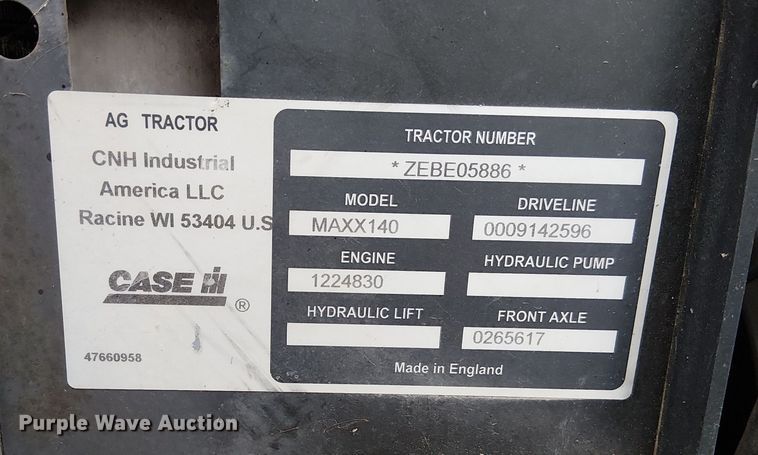 AG TRACTOR
CNH Industrial
America LLC
Racine WI 53404 U.S
CASE IH ®
47660958
TRACTOR NUMBER
* ZEBE05886 *
MODEL DRIVELINE
MAXX140 0009142596
ENGINE HYDRAULIC PUMP
1224830
HYDRAULIC LIFT FRONT AXLE
0265617
Made in England
Purple Wave Auction